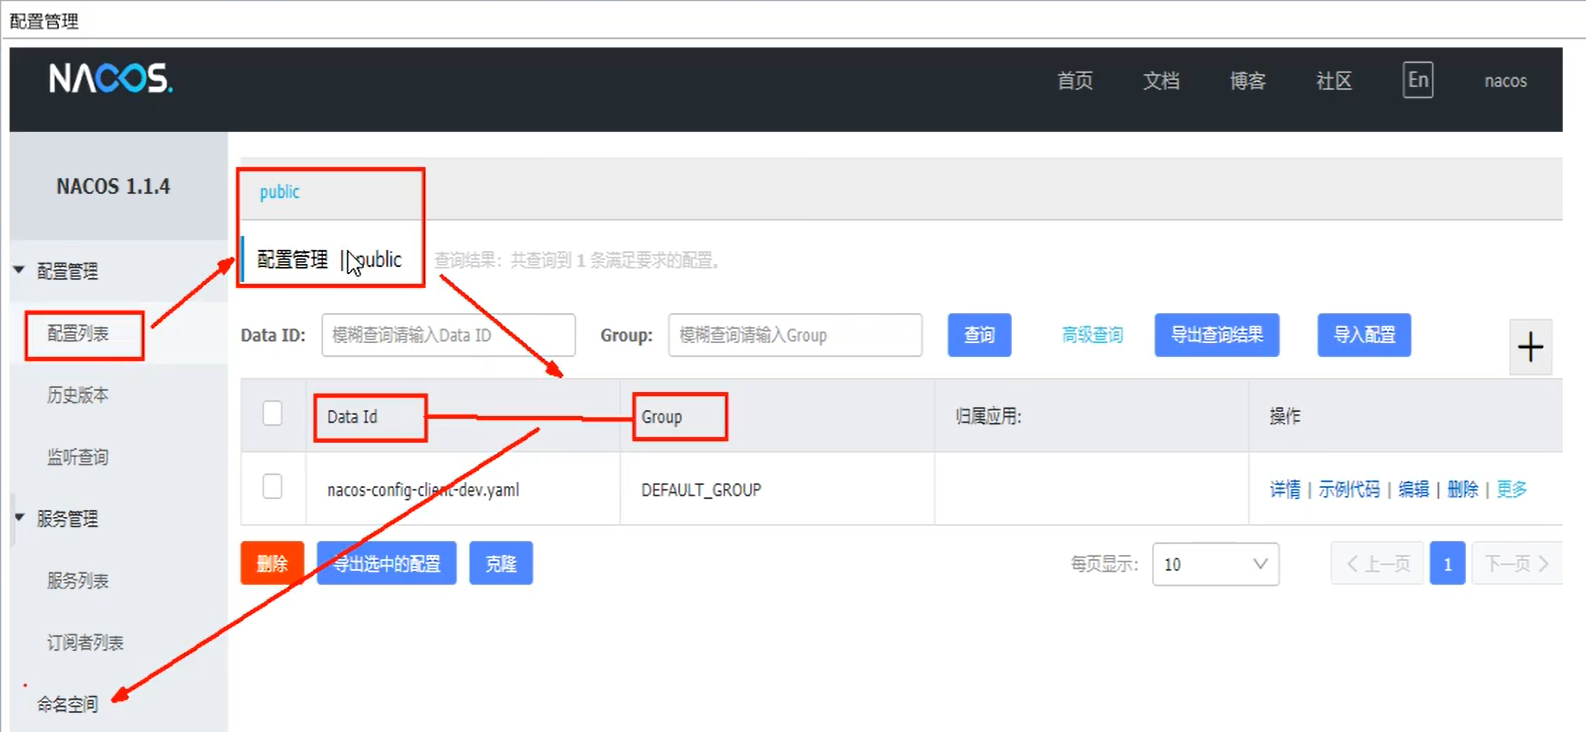 配置管理
NACOS.
首页 文档 博客 社区 En nacos
NACOS 1.1.4
public
配置管理 | public 查询结果：共查询到 1 条满足要求的配置。
配置管理
配置列表
历史版本
监听查询
服务管理
服务列表
订阅者列表
命名空间
Data ID: 模糊查询请输入Data ID Group: 模糊查询请输入Group 查询 高级查询 导出查询结果 导入配置 +
Data Id Group 归属应用: 操作
nacos-config-client-dev.yaml DEFAULT_GROUP 详情 | 示例代码 | 编辑 | 删除 | 更多
删除 导出选中的配置 克隆 每页显示: 10 < 上一页 1 下一页 >